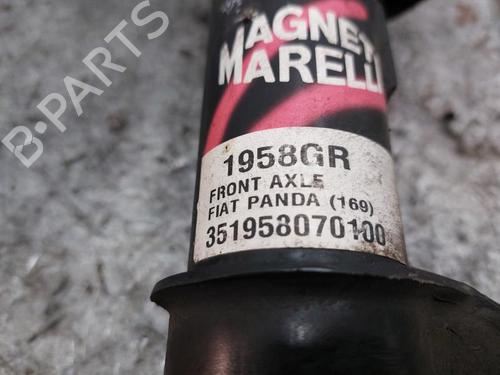 B-PARTS
MAGNETI
MARELLI
1958GR
FRONT AXLE
FIAT PANDA (169)
351958070100